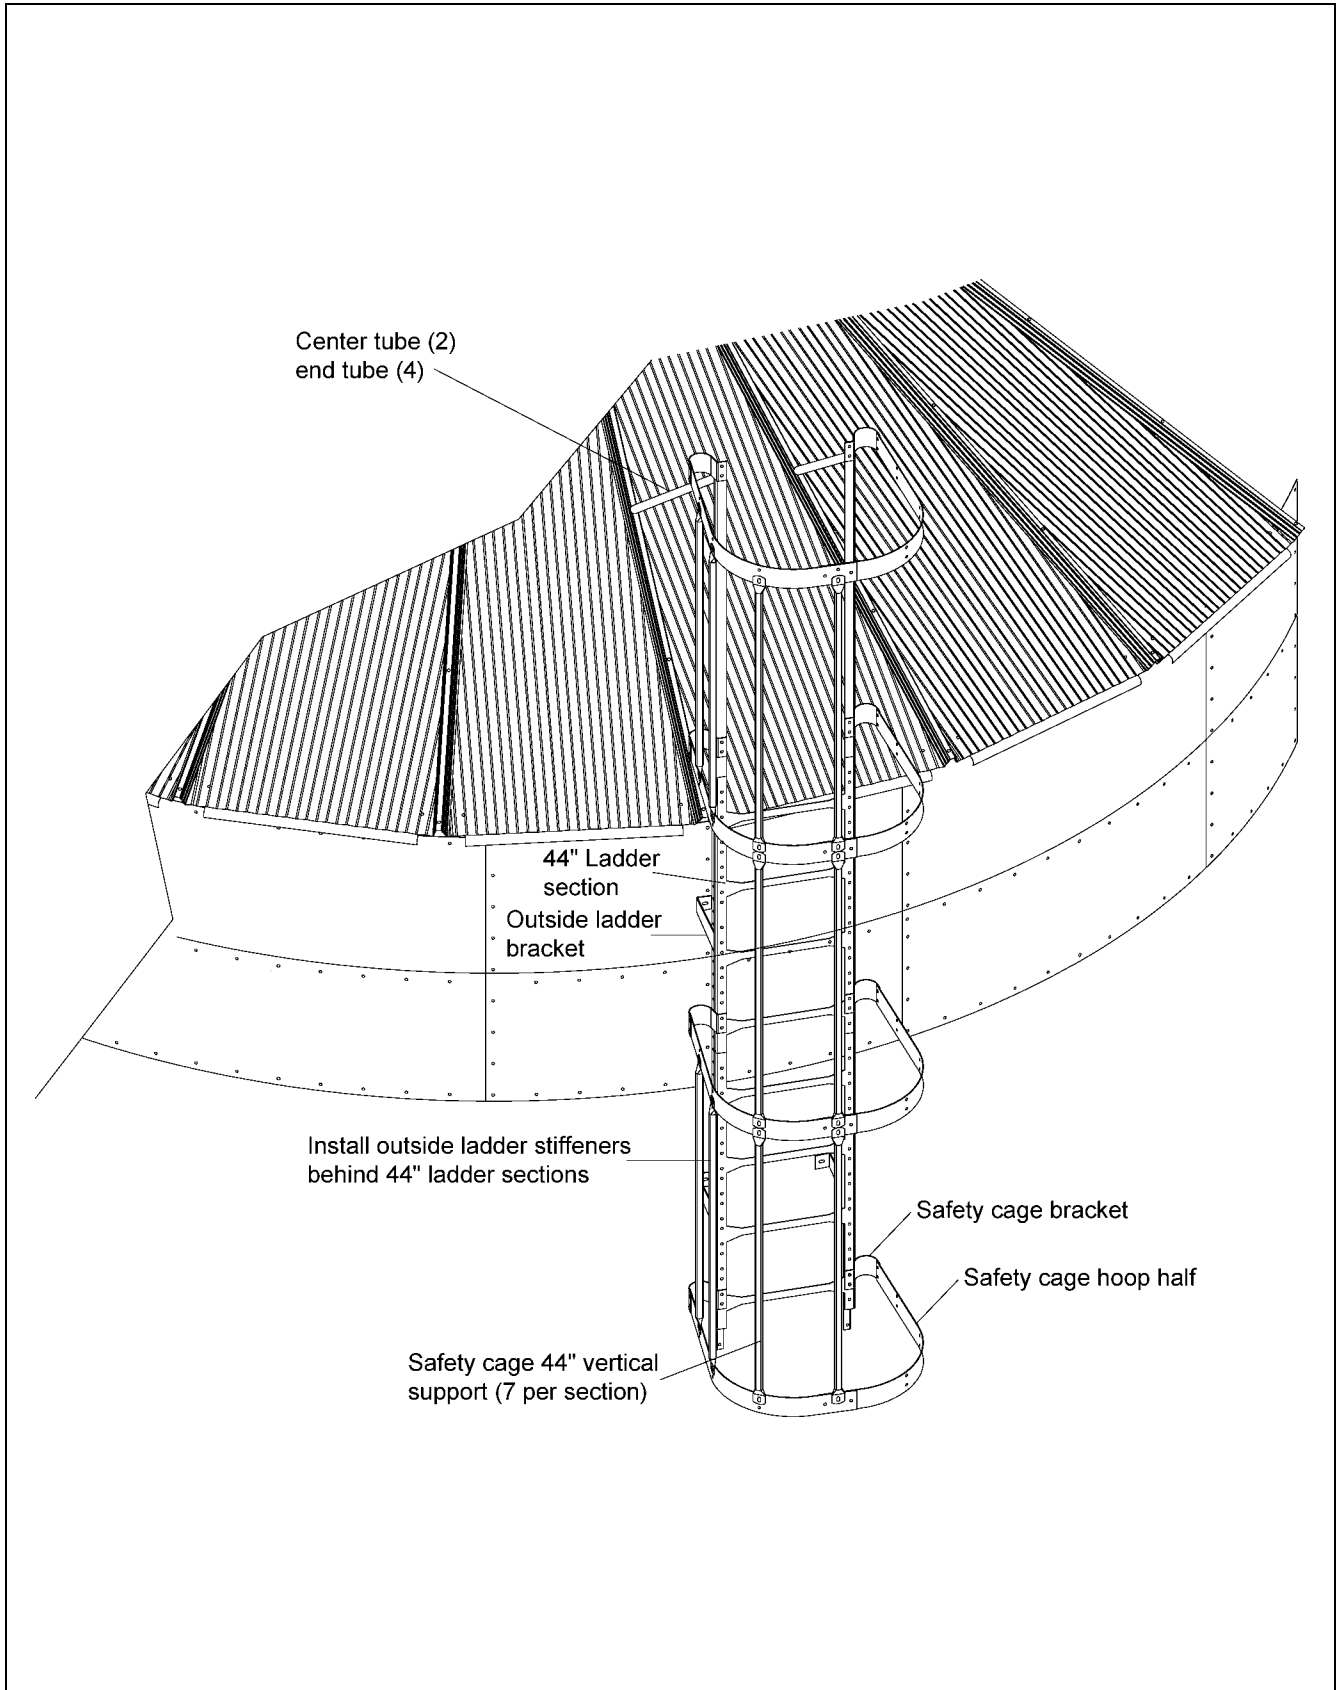 Center tube (2)
end tube (4)
44" Ladder
section
Outside ladder
bracket
Install outside ladder stiffeners
behind 44" ladder sections
Safety cage bracket
Safety cage hoop half
Safety cage 44" vertical
support (7 per section)